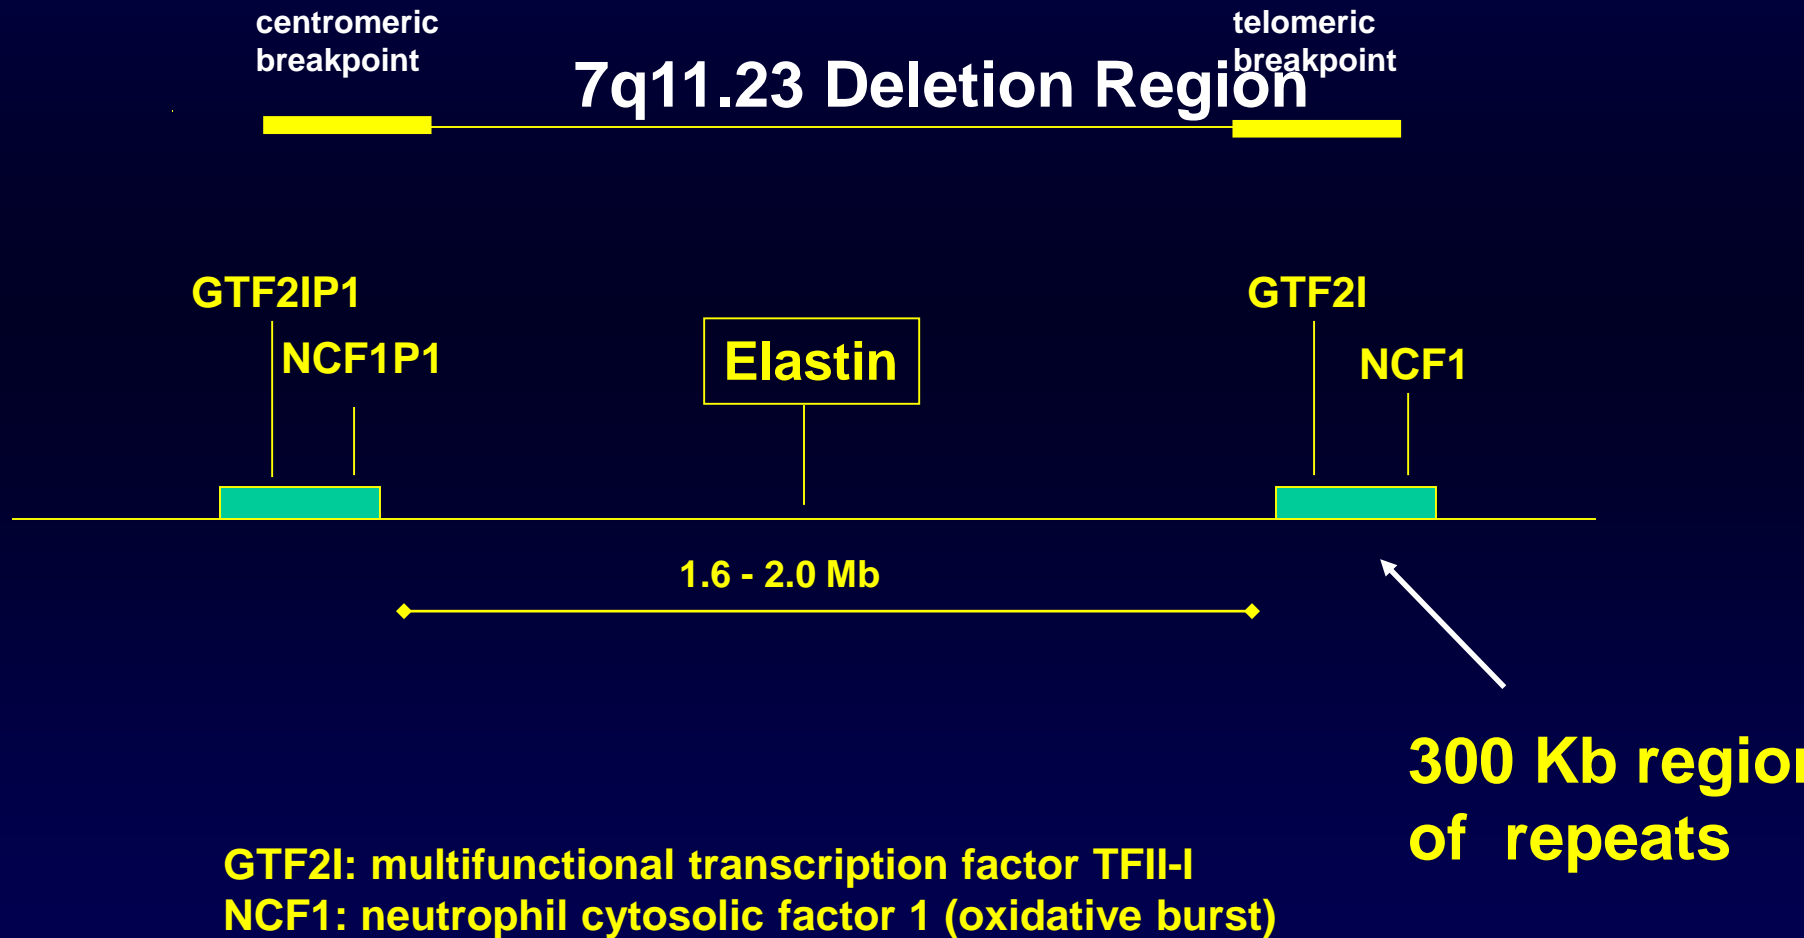 centromeric
breakpoint
telomeric
breakpoint
7q11.23 Deletion Region
GTF2IP1
NCF1P1
Elastin
GTF2I
NCF1
1.6 - 2.0 Mb
300 Kb region
of repeats
GTF2I: multifunctional transcription factor TFII-I
NCF1: neutrophil cytosolic factor 1 (oxidative burst)